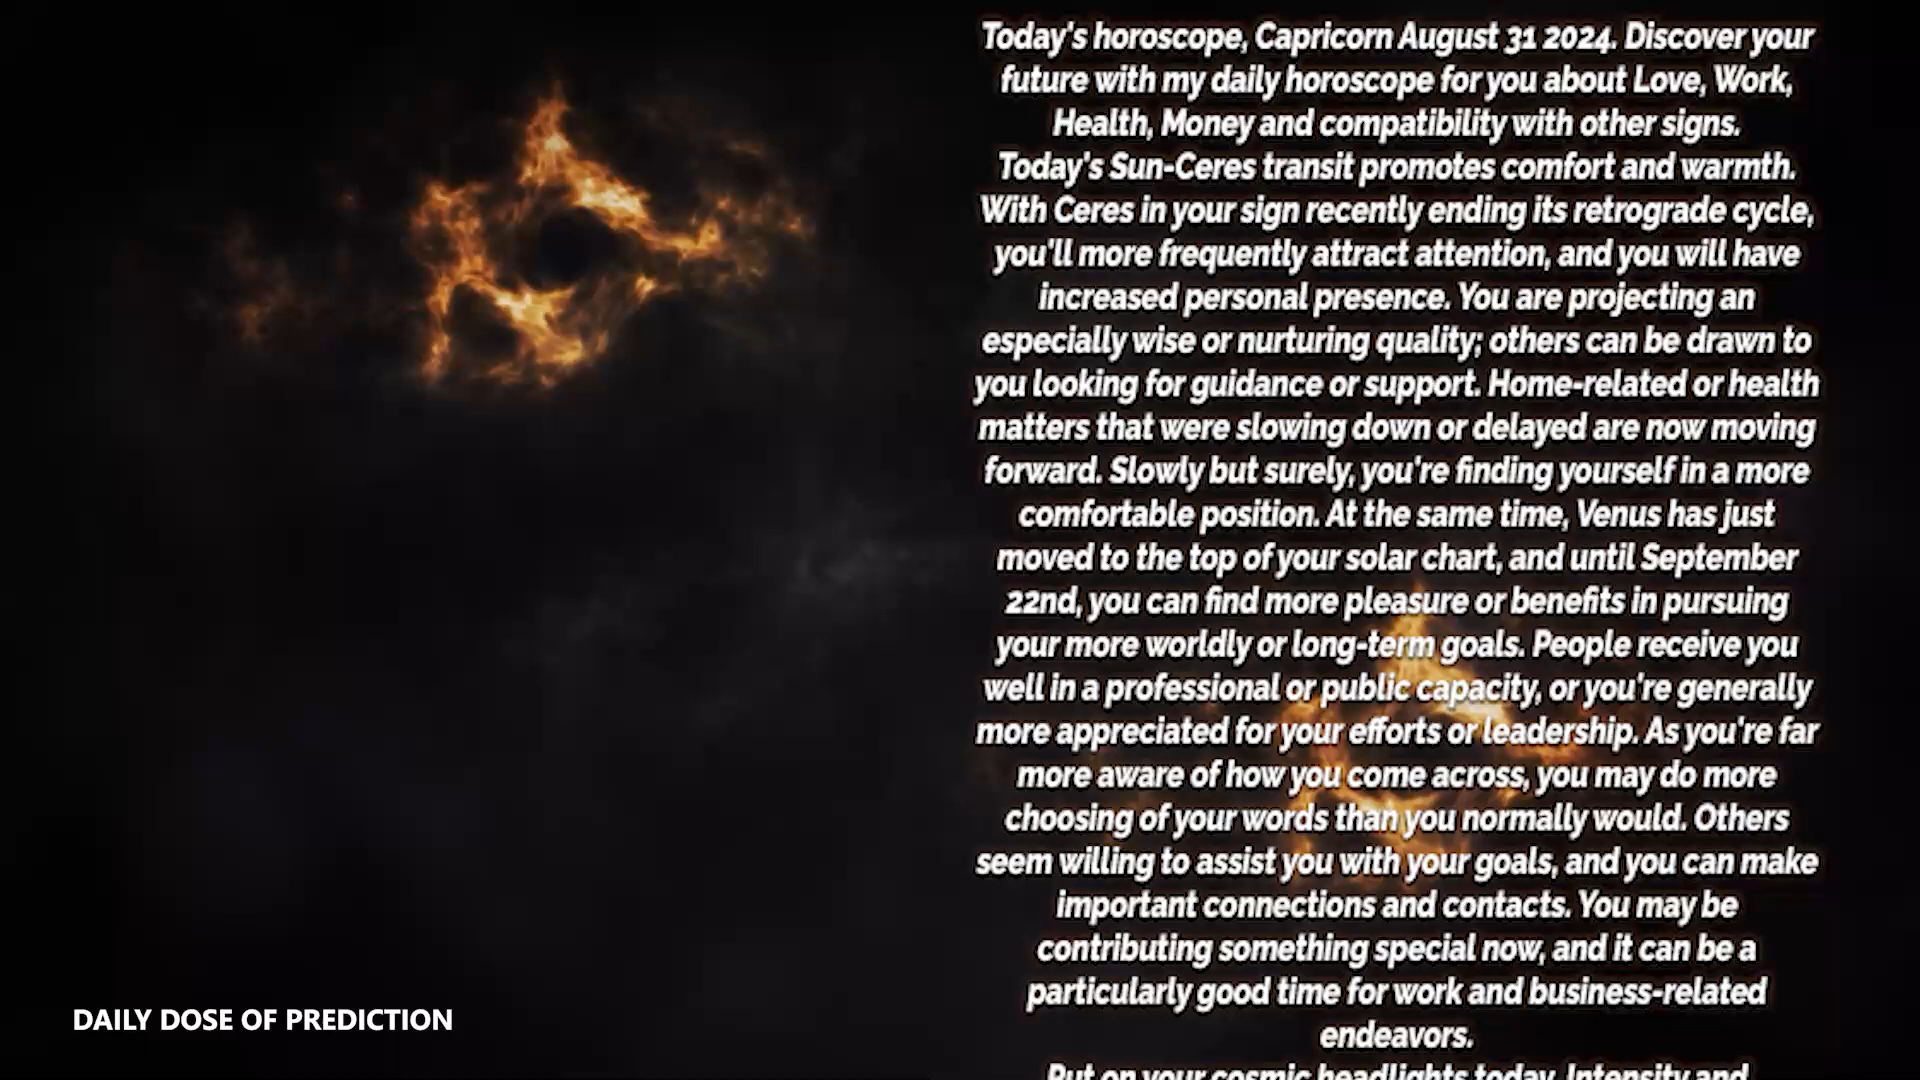 Today's horoscope, Capricorn August 31 2024. Discover your
future with my daily horoscope for you about Love, Work,
Health, Money and compatibility with other signs.
Today's Sun-Ceres transit promotes comfort and warmth.
With Ceres in your sign recently ending its retrograde cycle,
you'll more frequently attract attention, and you will have
increased personal presence. You are projecting an
especially wise or nurturing quality; others can be drawn to
you looking for guidance or support. Home-related or health
matters that were slowing down or delayed are now moving
forward. Slowly but surely, you're finding yourself in a more
comfortable position. At the same time, Venus has just
moved to the top of your solar chart, and until September
22nd, you can find more pleasure or benefits in pursuing
your more worldly or long-term goals. People receive you
well in a professional or public capacity, or you're generally
more appreciated for your efforts or leadership. As you're far
more aware of how you come across, you may do more
choosing of your words than you normally would. Others
seem willing to assist you with your goals, and you can make
important connections and contacts. You may be
contributing something special now, and it can be a
particularly good time for work and business-related
endeavors.
Put on your cosmic headlights today. Intensity and
DAILY DOSE OF PREDICTION